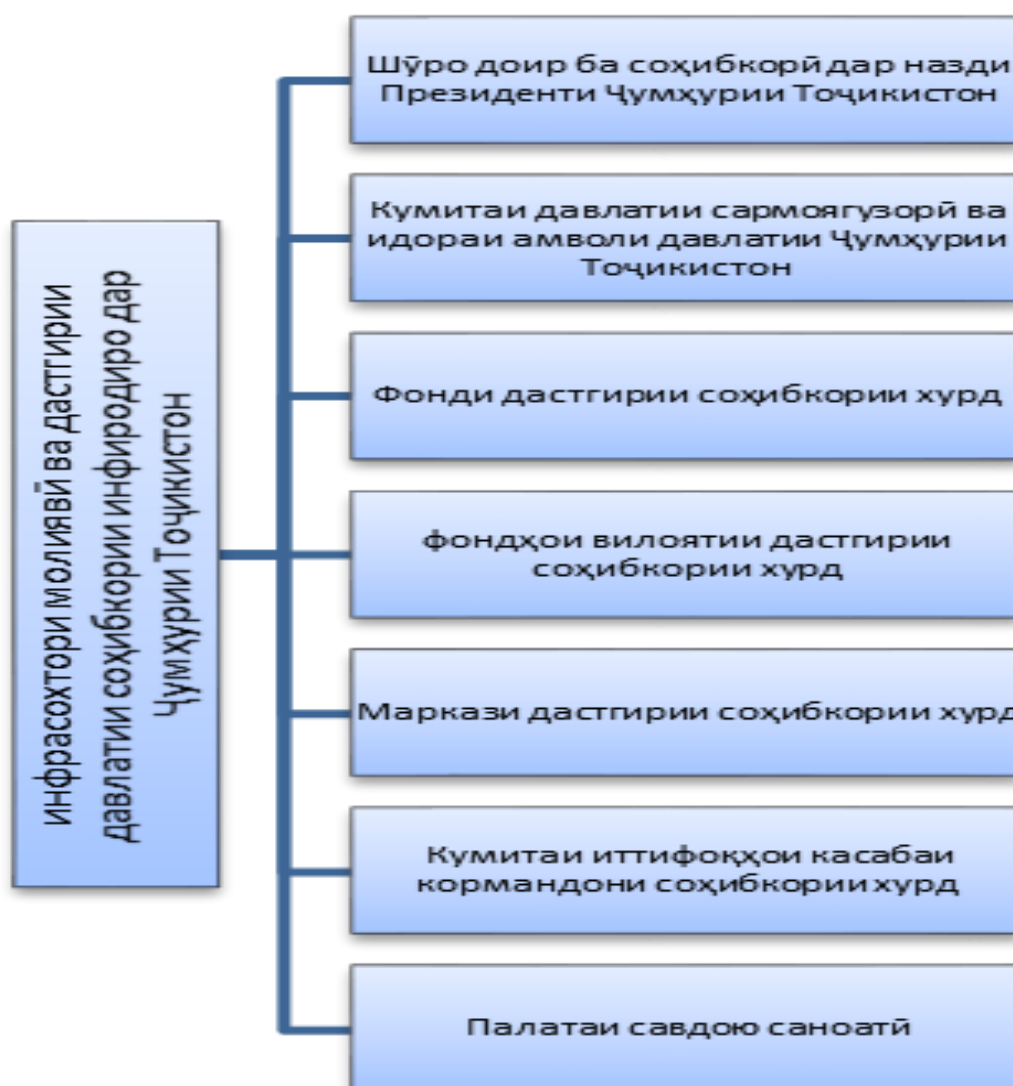 инфрасохтори молиявӣ ва дастгирии
давлатии соҳибкории инфиродиро дар
Ҷумҳурии Тоҷикистон
Шӯро доир ба соҳибкорӣ дар назди
Президенти Ҷумҳурии Тоҷикистон
Кумитаи давлатии сармоягузорӣ ва
идораи амволи давлатии Ҷумҳурии
Тоҷикистон
Фонди дастгирии соҳибкории хурд
фондҳои вилоятии дастгирии
соҳибкории хурд
Маркази дастгирии соҳибкории хурд
Кумитаи иттифоқҳои касабаи
кормандони соҳибкории хурд
Палатаи савдою саноатӣ